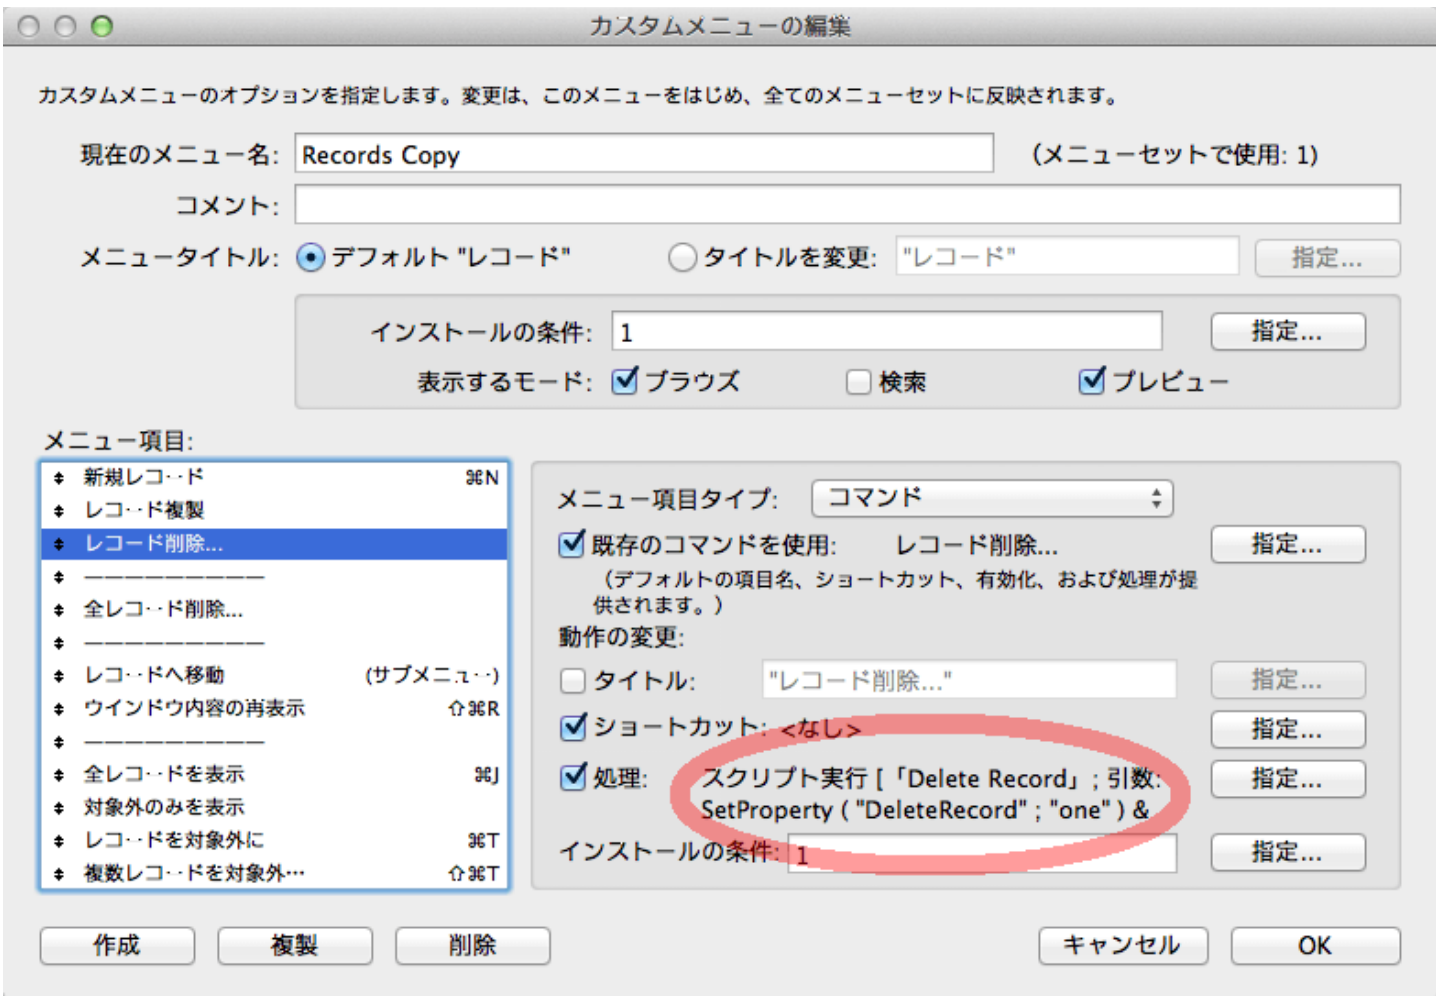 カスタムメニューの編集
カスタムメニューのオプションを指定します。変更は、このメニューをはじめ、全てのメニューセットに反映されます。
現在のメニュー名: Records Copy (メニューセットで使用: 1)
コメント:
メニュータイトル: デフォルト "レコード" タイトルを変更: "レコード" 指定...
インストールの条件: 1 指定...
表示するモード: ブラウズ 検索 プレビュー
メニュー項目:
新規レコード ⌘N
レコード複製
レコード削除...
—————————
全レコード削除...
—————————
レコードへ移動 (サブメニュー)
ウインドウ内容の再表示 ⇧⌘R
—————————
全レコードを表示 ⌘J
対象外のみを表示
レコードを対象外に ⌘T
複数レコードを対象外… ⇧⌘T
メニュー項目タイプ: コマンド
既存のコマンドを使用: レコード削除... 指定...
（デフォルトの項目名、ショートカット、有効化、および処理が提
供されます。）
動作の変更:
タイトル: "レコード削除..." 指定...
ショートカット: <なし> 指定...
処理: スクリプト実行 [「Delete Record」; 引数: 指定...
SetProperty ( "DeleteRecord" ; "one" ) &
インストールの条件: 1 指定...
作成 複製 削除 キャンセル OK